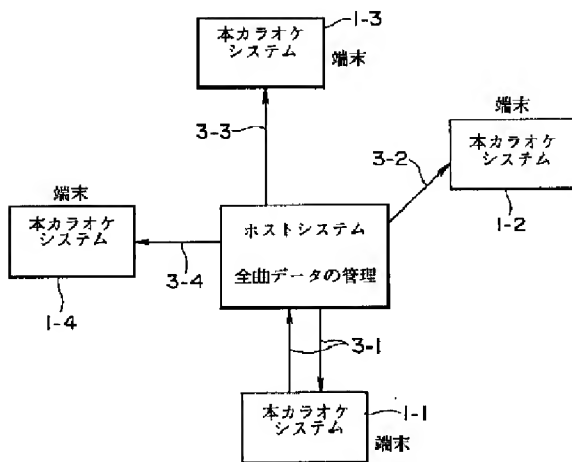 本カラオケ
システム
1-3
端末
3-3
端末
本カラオケ
システム
3-2
1-2
端末
本カラオケ
システム
3-4
1-4
ホストシステム
全曲データの管理
3-1
本カラオケ
システム
1-1
端末